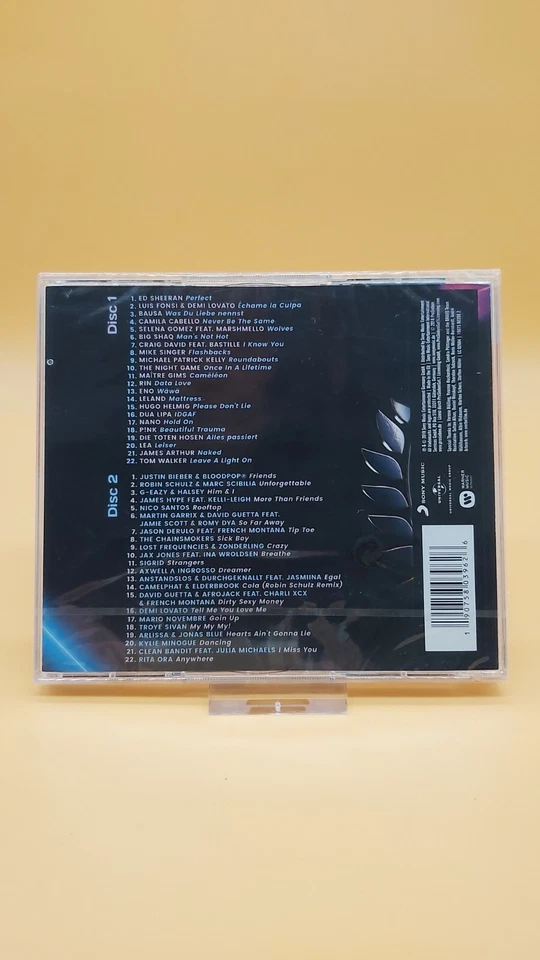 Disc 1
1. ED SHEERAN Perfect
2. LUIS FONSI & DEMI LOVATO Échame la Culpa
3. BAUSA Was Du Liebe nennst
4. CAMILA CABELLO Never Be The Same
5. SELENA GOMEZ FEAT. MARSHMELLO Wolves
6. BIG SHAQ Man's Not Hot
7. CRAIG DAVID FEAT. BASTILLE I Know You
8. MIKE SINGER Flashbacks
9. MICHAEL PATRICK KELLY Roundabouts
10. THE NIGHT GAME Once In A Lifetime
11. MAÎTRE GIMS Caméléon
12. RIN Data Love
13. ENO Wáwá
14. LELAND Mattress
15. HUGO HELMIG Please Don't Lie
16. DUA LIPA IDGAF
17. NANO Hold On
18. P!NK Beautiful Trauma
19. DIE TOTEN HOSEN Alles passiert
20. LEA Leiser
21. JAMES ARTHUR Naked
22. TOM WALKER Leave A Light On
Disc 2
1. JUSTIN BIEBER & BLOODPOP® Friends
2. ROBIN SCHULZ & MARC SCIBILIA Unforgettable
3. G-EAZY & HALSEY Him & I
4. JAMES HYPE FEAT. KELLI-LEIGH More Than Friends
5. NICO SANTOS Rooftop
6. MARTIN GARRIX & DAVID GUETTA FEAT.
JAMIE SCOTT & ROMY DYA So Far Away
7. JASON DERULO FEAT. FRENCH MONTANA Tip Toe
8. THE CHAINSMOKERS Sick Boy
9. LOST FREQUENCIES & ZONDERLING Crazy
10. JAX JONES FEAT. INA WROLDSEN Breathe
11. SIGRID Strangers
12. AXWELL Λ INGROSSO Dreamer
13. ANSTANDSLOS & DURCHGEKNALLT FEAT. JASMIINA Egal
14. CAMELPHAT & ELDERBROOK Cola (Robin Schulz Remix)
15. DAVID GUETTA & AFROJACK FEAT. CHARLI XCX
& FRENCH MONTANA Dirty Sexy Money
16. DEMI LOVATO Tell Me You Love Me
17. MARIO NOVEMBRE Goin Up
18. TROYE SIVAN My My My!
19. ARLISSA & JONAS BLUE Hearts Ain't Gonna Lie
20. KYLIE MINOGUE Dancing
21. CLEAN BANDIT FEAT. JULIA MICHAELS I Miss You
22. RITA ORA Anywhere
SONY MUSIC
UNIVERSAL
UNIVERSAL MUSIC GROUP
WARNER MUSIC
1 90758 03962 6